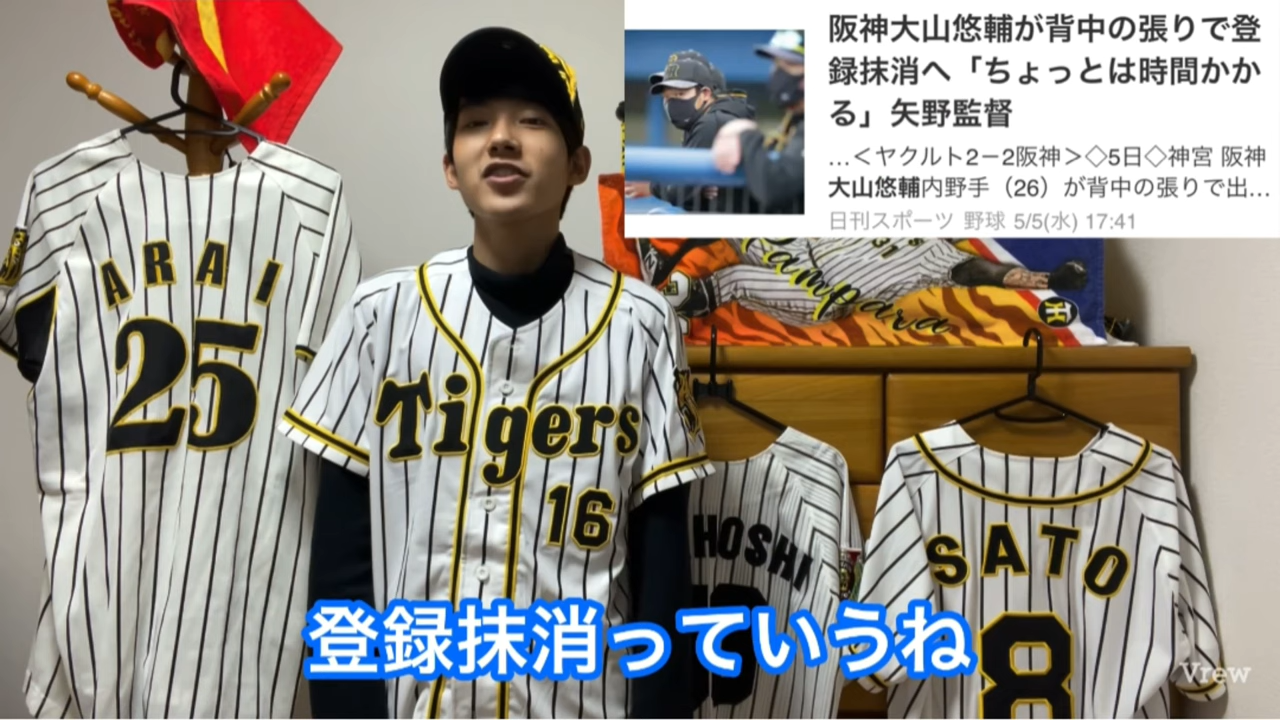 阪神大山悠輔が背中の張りで登
録抹消へ「ちょっとは時間かか
る」矢野監督
…＜ヤクルト2－2阪神＞◇5日◇神宮 阪神
大山悠輔内野手（26）が背中の張りで出…
日刊スポーツ 野球 5/5(水) 17:41
ARAI
25
Tigers
16
HOSHI
SATO
8
登録抹消っていうね
Vrew